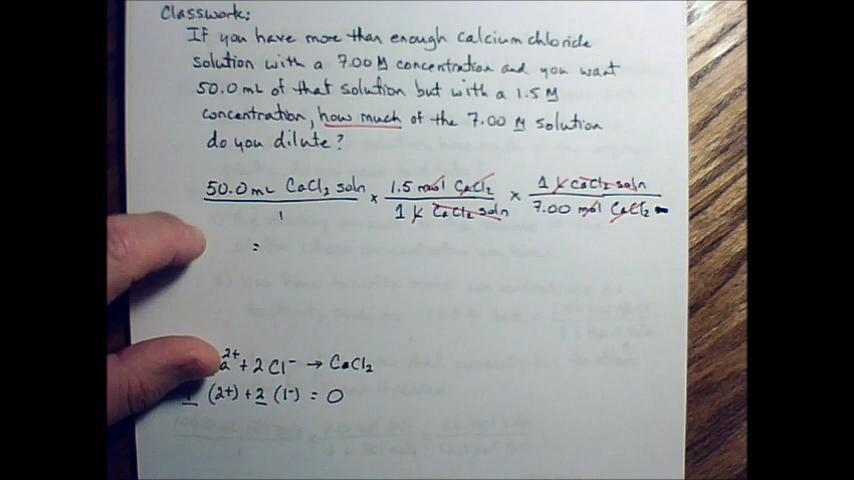 Classwork:
If you have more than enough calcium chloride
solution with a 7.00 M concentration and you want
50.0 mL of that solution but with a 1.5 M
concentration, how much of the 7.00 M solution
do you dilute?
50.0 mL CaCl2 soln × 1.5 mol CaCl2 × 1 L CaCl2 soln
1 1 L CaCl2 soln 7.00 mol CaCl2
=
a2+ + 2 Cl- → CaCl2
1 (2+) + 2 (1-) = 0